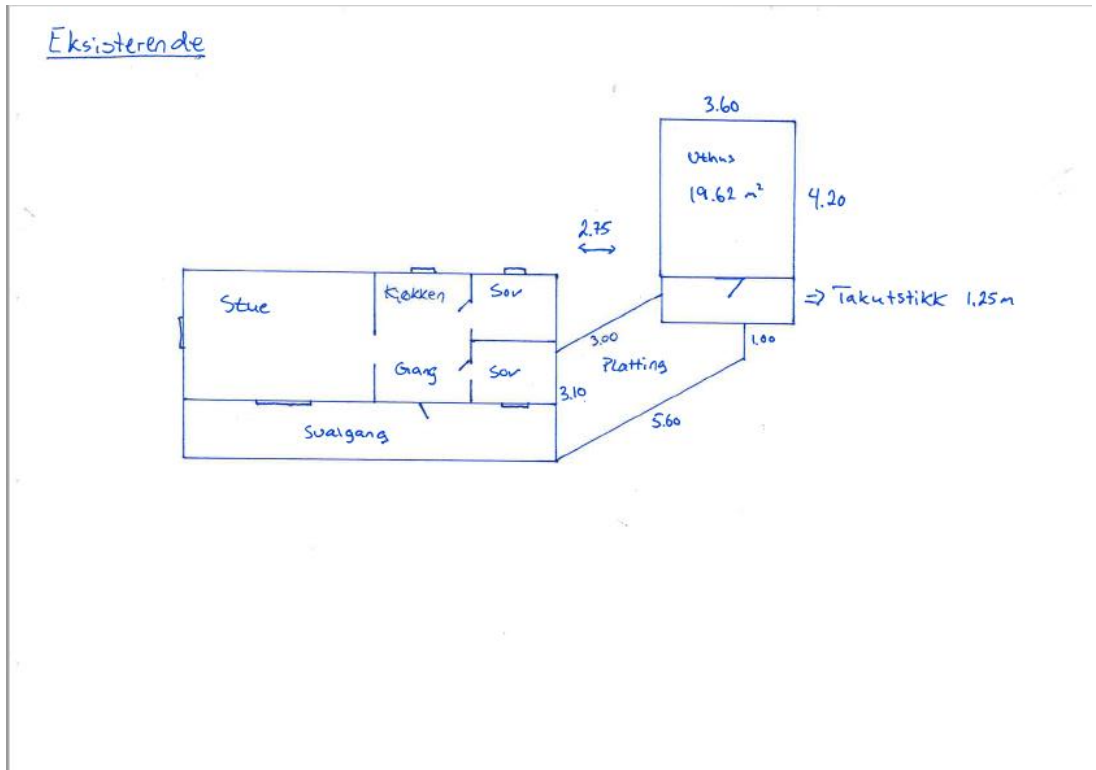 Eksisterende
3.60
Uthus
19.62 m²
4.20
2.75
⇒ Takutstikk 1.25m
Stue
Kjøkken
Sov
3.00
1.00
Platting
Gang
Sov
3.10
5.60
Svalgang